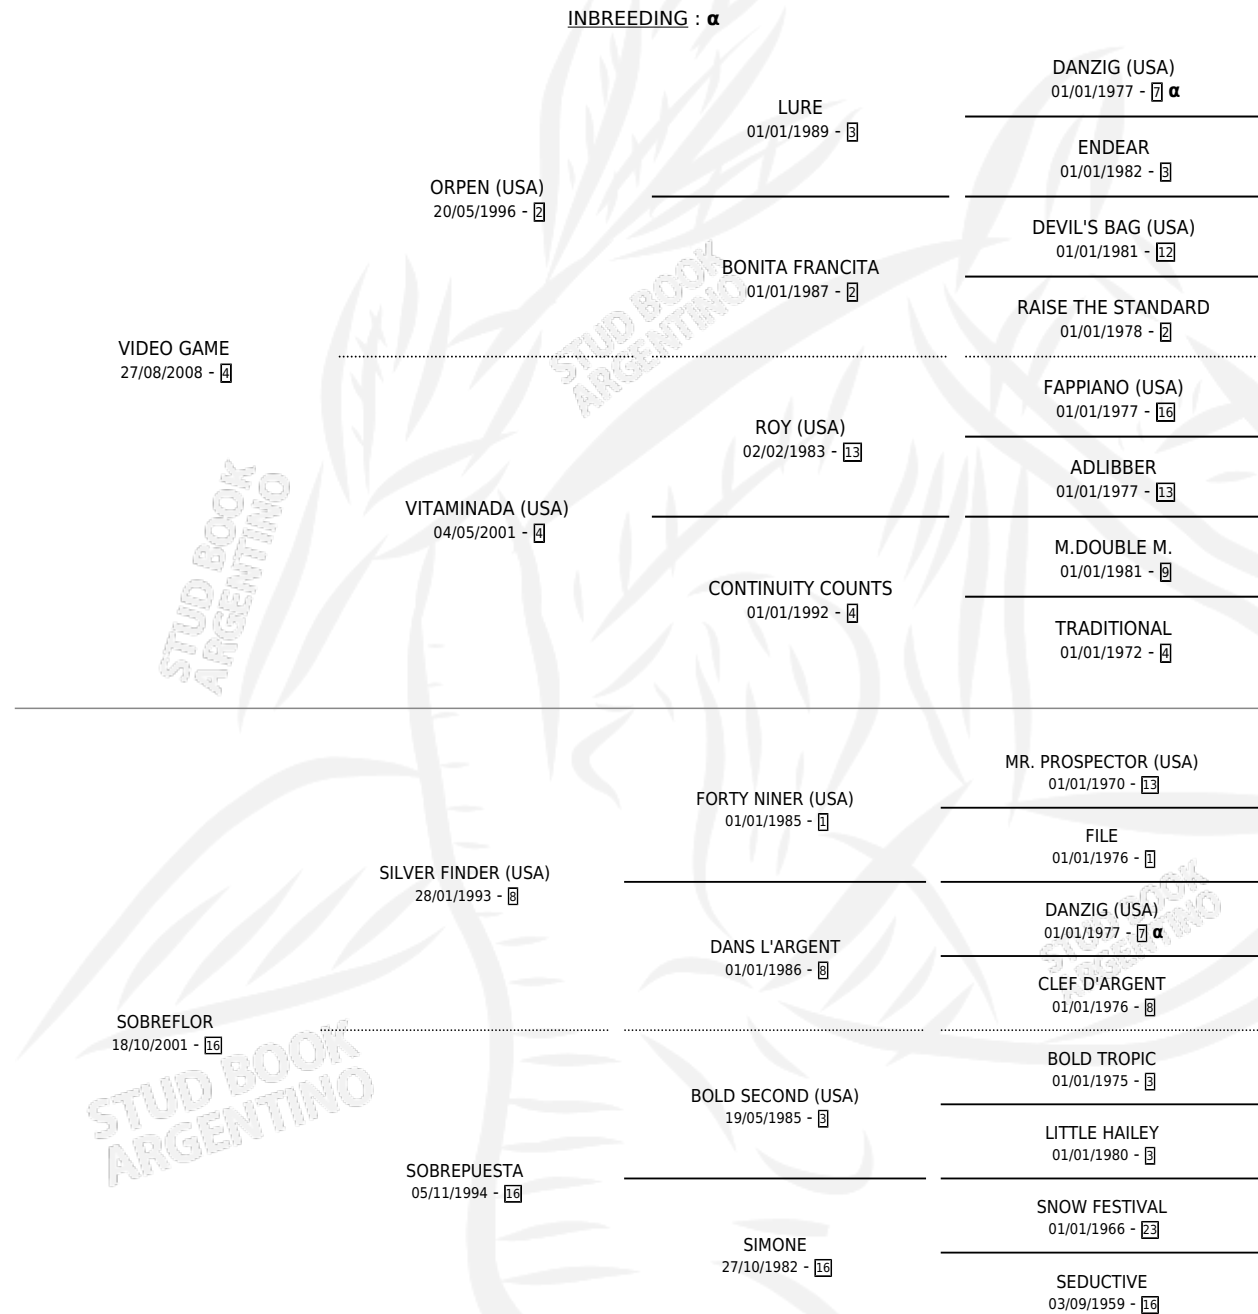 INBREEDING : α
DANZIG (USA)
01/01/1977 - 7 α
LURE
01/01/1989 - 3
ENDEAR
01/01/1982 - 3
ORPEN (USA)
20/05/1996 - 2
DEVIL'S BAG (USA)
01/01/1981 - 12
BONITA FRANCITA
01/01/1987 - 2
RAISE THE STANDARD
01/01/1978 - 2
VIDEO GAME
27/08/2008 - 4
FAPPIANO (USA)
01/01/1977 - 16
ROY (USA)
02/02/1983 - 13
ADLIBBER
01/01/1977 - 13
VITAMINADA (USA)
04/05/2001 - 4
M.DOUBLE M.
01/01/1981 - 9
CONTINUITY COUNTS
01/01/1992 - 4
TRADITIONAL
01/01/1972 - 4
MR. PROSPECTOR (USA)
01/01/1970 - 13
FORTY NINER (USA)
01/01/1985 - 1
FILE
01/01/1976 - 1
SILVER FINDER (USA)
28/01/1993 - 8
DANZIG (USA)
01/01/1977 - 7 α
DANS L'ARGENT
01/01/1986 - 8
CLEF D'ARGENT
01/01/1976 - 8
SOBREFLOR
18/10/2001 - 16
BOLD TROPIC
01/01/1975 - 3
BOLD SECOND (USA)
19/05/1985 - 3
LITTLE HAILEY
01/01/1980 - 3
SOBREPUESTA
05/11/1994 - 16
SNOW FESTIVAL
01/01/1966 - 23
SIMONE
27/10/1982 - 16
SEDUCTIVE
03/09/1959 - 16
STUD BOOK
ARGENTINO
STUD BOOK
ARGENTINO
STUD BOOK
ARGENTINO
STUD BOOK
ARGENTINO